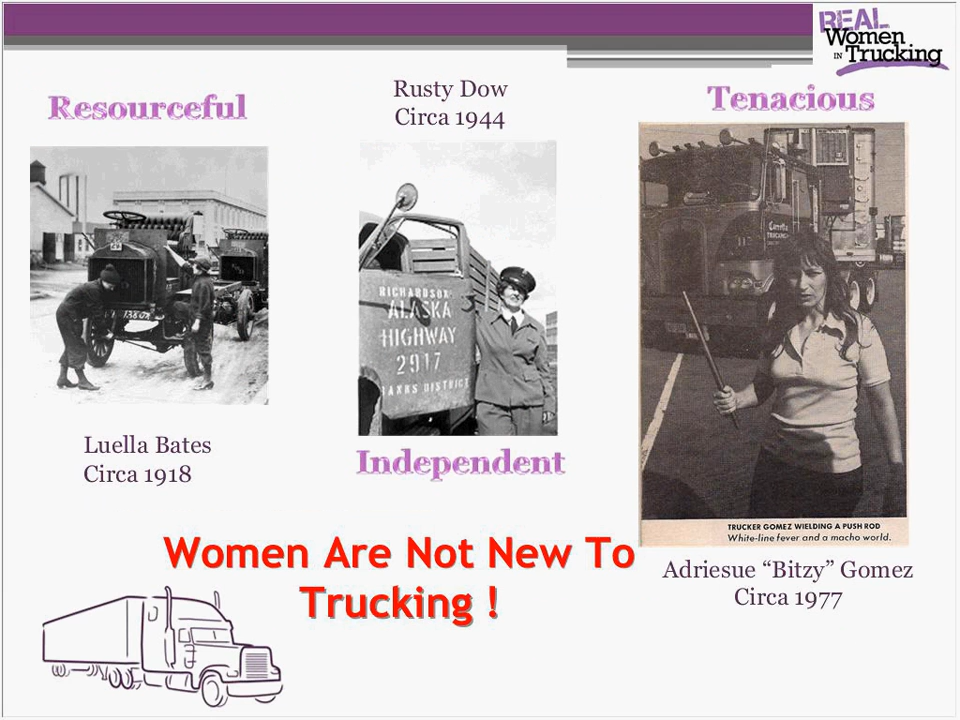 REAL
Women
IN Trucking
Resourceful
Rusty Dow
Circa 1944
Tenacious
RICHARDSON
ALASKA
HIGHWAY
2917
BANKS DISTRICT
Luella Bates
Circa 1918
Independent
TRUCKER GOMEZ WIELDING A PUSH ROD
White-line fever and a macho world.
Adriesue “Bitzy” Gomez
Circa 1977
Women Are Not New To
Trucking !